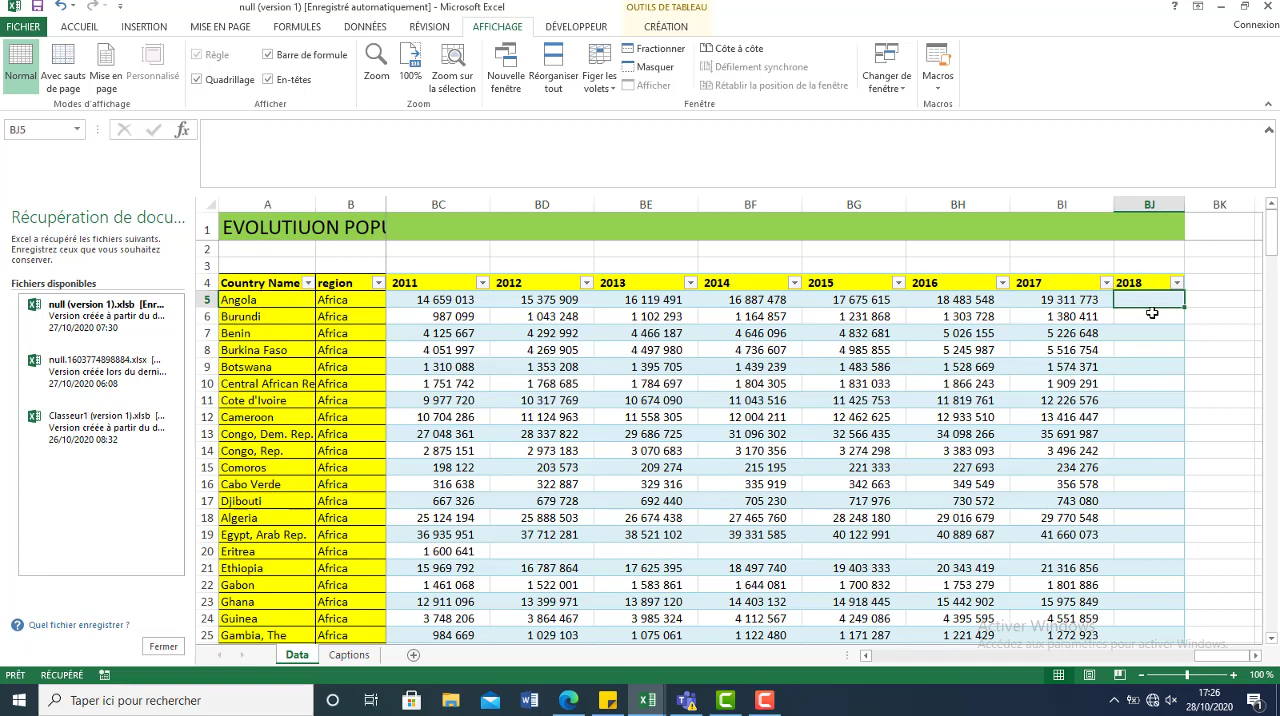 null (version 1) [Enregistré automatiquement] - Microsoft Excel
OUTILS DE TABLEAU
FICHIER ACCUEIL INSERTION MISE EN PAGE FORMULES DONNÉES RÉVISION AFFICHAGE DÉVELOPPEUR CRÉATION
Connexion
Normal
Avec sauts de page
Mise en page
Personnalisé
Modes d'affichage
Règle
Barre de formule
Quadrillage
En-têtes
Afficher
Zoom
100%
Zoom sur la sélection
Zoom
Nouvelle fenêtre
Réorganiser tout
Figer les volets
Fractionner
Masquer
Afficher
Côte à côte
Défilement synchrone
Rétablir la position de la fenêtre
Changer de fenêtre
Fenêtre
Macros
Macros
BJ5
fx
Récupération de docu...
Excel a récupéré les fichiers suivants.
Enregistrez ceux que vous souhaitez
conserver.
Fichiers disponibles
null (version 1).xlsb [Enr...
Version créée à partir du d...
27/10/2020 07:30
null.1603774898884.xlsx [...
Version créée lors du derni...
27/10/2020 06:08
Classeur1 (version 1).xlsb [...
Version créée à partir du d...
26/10/2020 08:32
Quel fichier enregistrer ?
Fermer
A B BC BD BE BF BG BH BI BJ BK
1 EVOLUTIUON POPU
2
3
4 Country Name region 2011 2012 2013 2014 2015 2016 2017 2018
5 Angola Africa 14 659 013 15 375 909 16 119 491 16 887 478 17 675 615 18 483 548 19 311 773
6 Burundi Africa 987 099 1 043 248 1 102 293 1 164 857 1 231 868 1 303 728 1 380 411
7 Benin Africa 4 125 667 4 292 992 4 466 187 4 646 096 4 832 681 5 026 155 5 226 648
8 Burkina Faso Africa 4 051 997 4 269 905 4 497 980 4 736 607 4 985 855 5 245 987 5 516 754
9 Botswana Africa 1 310 088 1 353 208 1 395 705 1 439 239 1 483 586 1 528 669 1 574 371
10 Central African Re Africa 1 751 742 1 768 685 1 784 697 1 804 305 1 831 033 1 866 243 1 909 291
11 Cote d'Ivoire Africa 9 977 720 10 317 769 10 674 090 11 043 516 11 425 753 11 819 761 12 226 576
12 Cameroon Africa 10 704 286 11 124 963 11 558 305 12 004 211 12 462 625 12 933 510 13 416 447
13 Congo, Dem. Rep. Africa 27 048 361 28 337 822 29 686 725 31 096 302 32 566 435 34 098 266 35 691 987
14 Congo, Rep. Africa 2 875 151 2 973 183 3 070 683 3 170 356 3 274 298 3 383 093 3 496 242
15 Comoros Africa 198 122 203 573 209 274 215 195 221 333 227 693 234 276
16 Cabo Verde Africa 316 638 322 887 329 316 335 919 342 663 349 549 356 578
17 Djibouti Africa 667 326 679 728 692 440 705 230 717 976 730 572 743 080
18 Algeria Africa 25 124 194 25 888 503 26 674 438 27 465 760 28 248 180 29 016 679 29 770 548
19 Egypt, Arab Rep. Africa 36 935 951 37 712 281 38 521 102 39 331 585 40 122 991 40 889 687 41 660 073
20 Eritrea Africa 1 600 641
21 Ethiopia Africa 15 969 792 16 787 864 17 625 395 18 497 740 19 403 333 20 343 419 21 316 856
22 Gabon Africa 1 461 068 1 522 001 1 583 861 1 644 081 1 700 832 1 753 279 1 801 886
23 Ghana Africa 12 911 096 13 399 971 13 897 120 14 403 132 14 918 445 15 442 902 15 975 849
24 Guinea Africa 3 748 206 3 864 467 3 985 324 4 112 567 4 249 086 4 395 595 4 551 859
25 Gambia, The Africa 984 669 1 029 103 1 075 061 1 122 480 1 171 287 1 221 429 1 272 923
Activer Windows
Accédez aux paramètres pour activer Windows.
Data Captions
PRÊT RÉCUPÉRÉ 100 %
Taper ici pour rechercher
17:26
28/10/2020